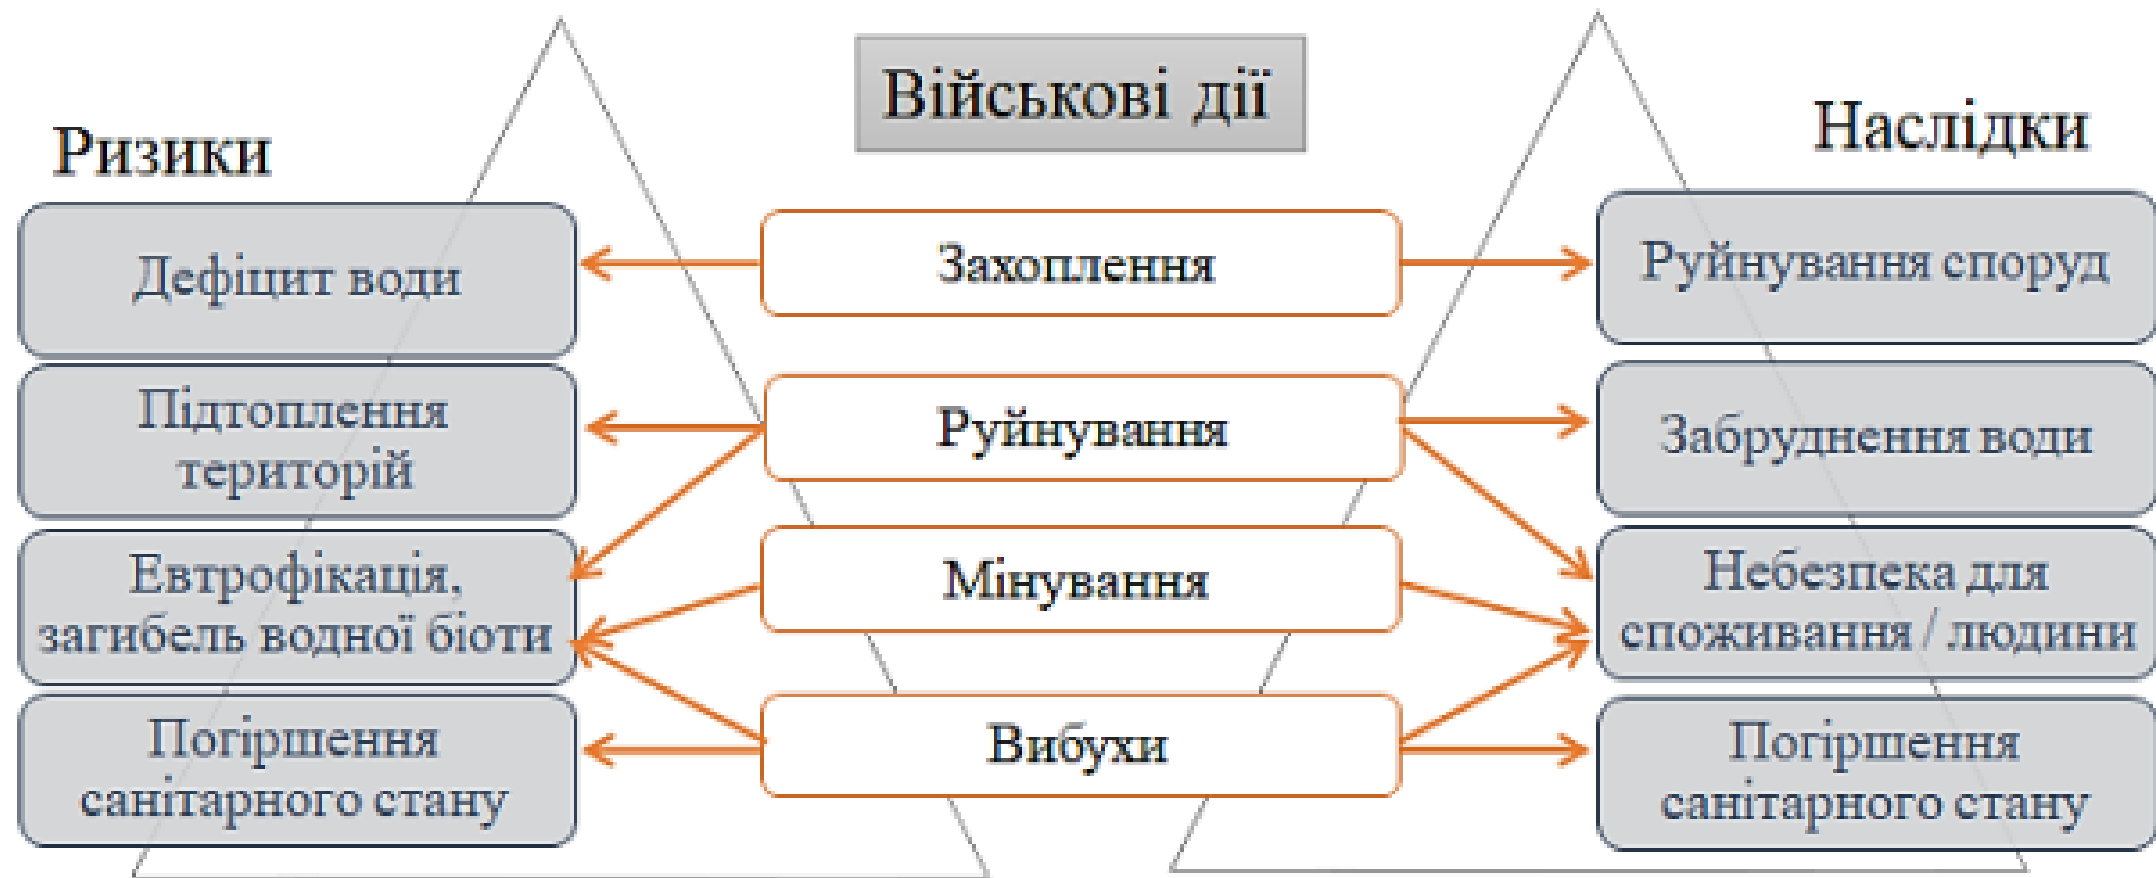 Військові дії
Ризики
Наслідки
Дефіцит води
Захоплення
Руйнування споруд
Підтоплення
територій
Руйнування
Забруднення води
Евтрофікація,
загибель водної біоти
Мінування
Небезпека для
споживання / людини
Погіршення
санітарного стану
Вибухи
Погіршення
санітарного стану